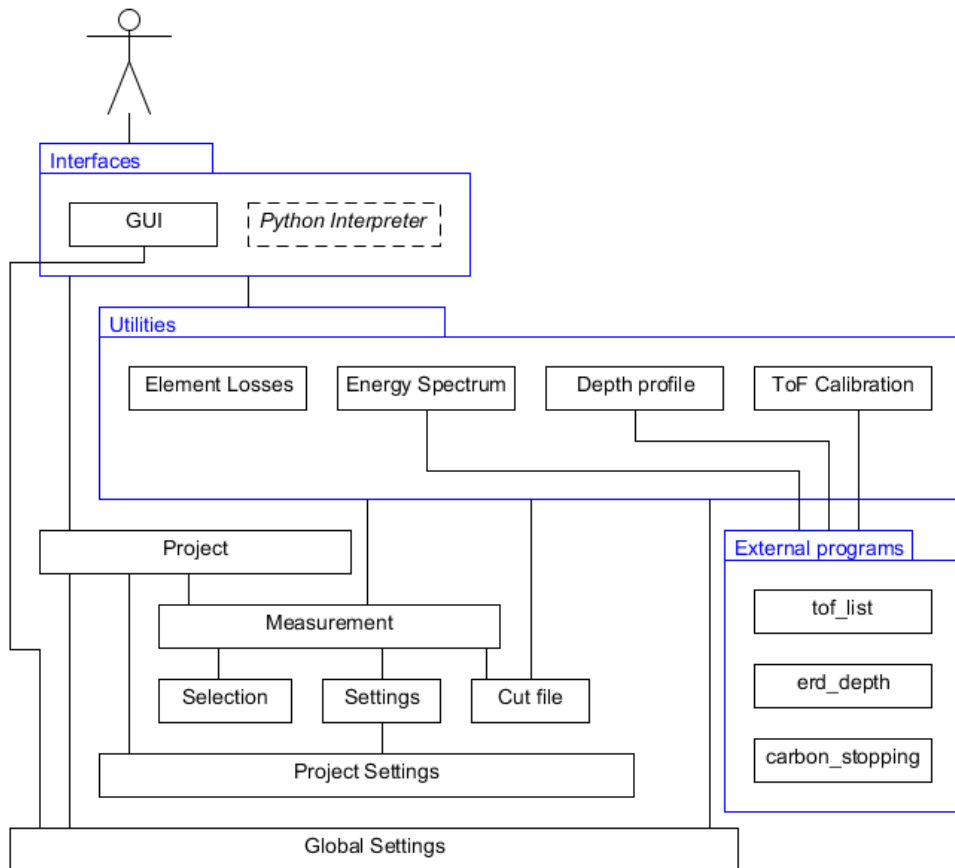 Interfaces
GUI
Python Interpreter
Utilities
Element Losses
Energy Spectrum
Depth profile
ToF Calibration
Project
External programs
tof_list
Measurement
erd_depth
Selection
Settings
Cut file
carbon_stopping
Project Settings
Global Settings